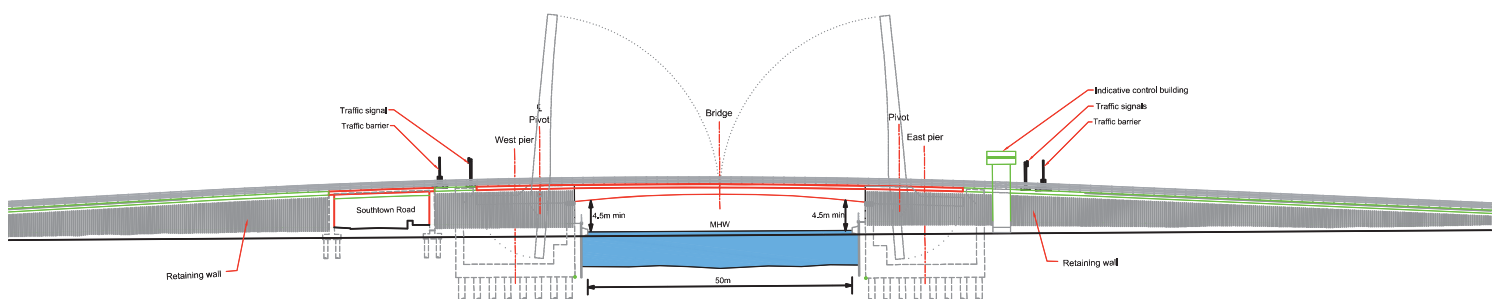 Traffic signal
Traffic barrier
West pier
℄
Pivot
Bridge
Pivot
East pier
Indicative control building
Traffic signals
Traffic barrier
Southtown Road
4.5m min
MHW
4.5m min
Retaining wall
50m
Retaining wall